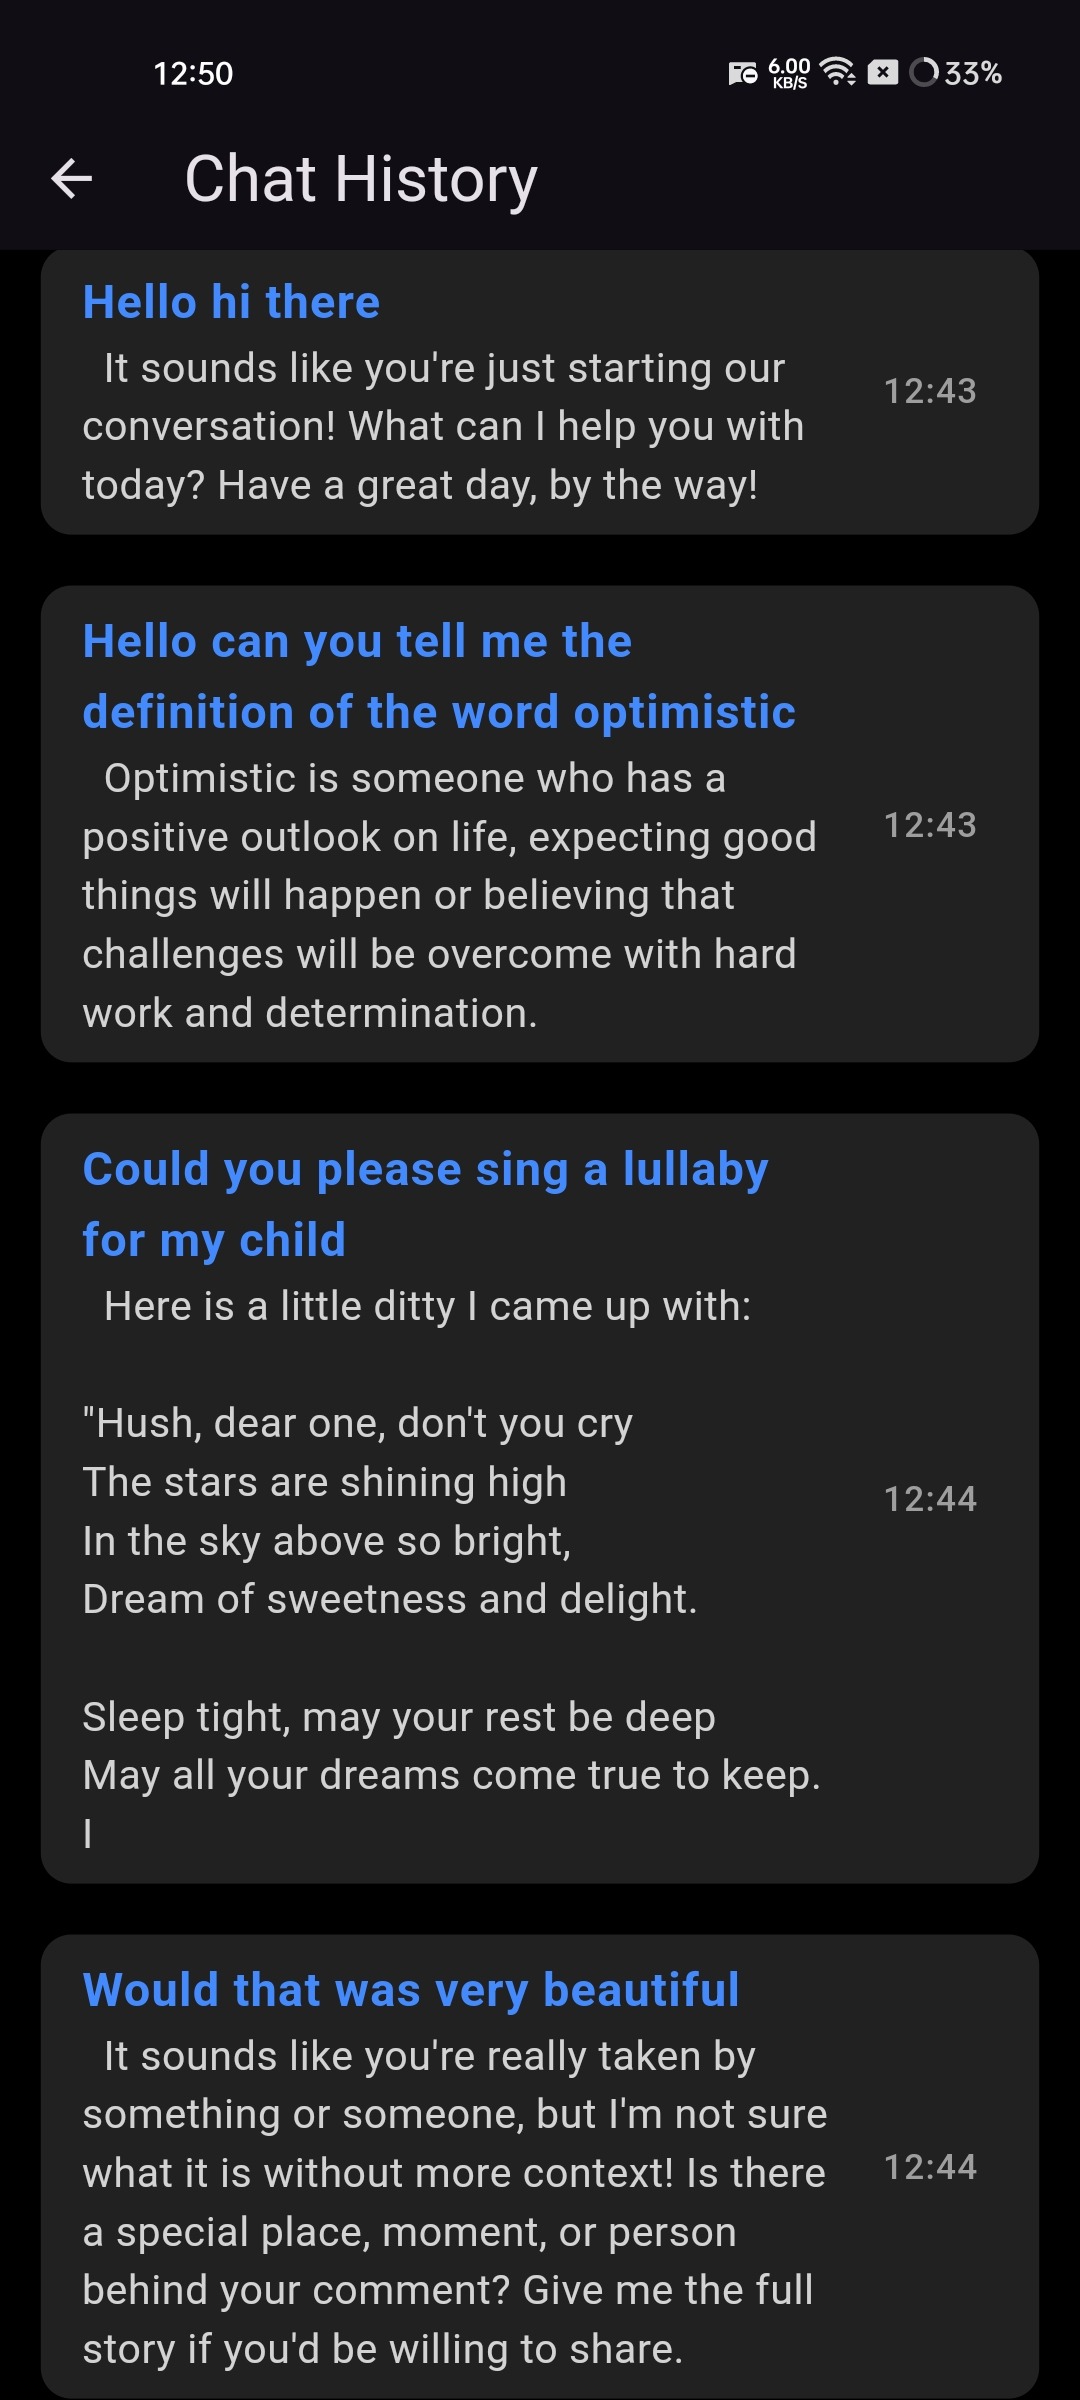 12:50
6.00
KB/S
33%
Chat History
Hello hi there
It sounds like you're just starting our
conversation! What can I help you with
today? Have a great day, by the way!
12:43
Hello can you tell me the
definition of the word optimistic
Optimistic is someone who has a
positive outlook on life, expecting good
things will happen or believing that
challenges will be overcome with hard
work and determination.
12:43
Could you please sing a lullaby
for my child
Here is a little ditty I came up with:
"Hush, dear one, don't you cry
The stars are shining high
In the sky above so bright,
Dream of sweetness and delight.
Sleep tight, may your rest be deep
May all your dreams come true to keep.
I
12:44
Would that was very beautiful
It sounds like you're really taken by
something or someone, but I'm not sure
what it is without more context! Is there
a special place, moment, or person
behind your comment? Give me the full
story if you'd be willing to share.
12:44